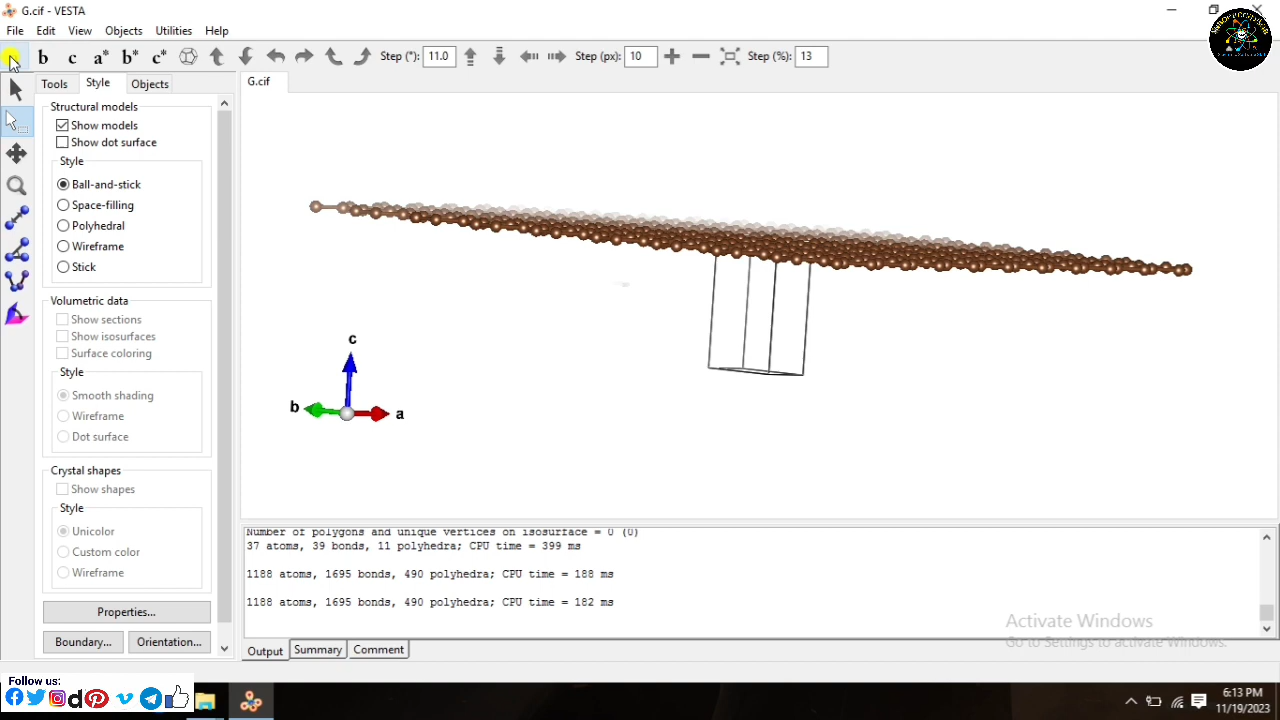 G.cif - VESTA
File Edit View Objects Utilities Help
b c a* b* c* Step (°): 11.0 Step (px): 10 Step (%): 13
Tools Style Objects
G.cif
Structural models
Show models
Show dot surface
Style
Ball-and-stick
Space-filling
Polyhedral
Wireframe
Stick
Volumetric data
Show sections
Show isosurfaces
Surface coloring
Style
Smooth shading
Wireframe
Dot surface
Crystal shapes
Show shapes
Style
Unicolor
Custom color
Wireframe
Properties...
Boundary... Orientation...
c
b
a
Number of polygons and unique vertices on isosurface = 0 (0)
37 atoms, 39 bonds, 11 polyhedra; CPU time = 399 ms
1188 atoms, 1695 bonds, 490 polyhedra; CPU time = 188 ms
1188 atoms, 1695 bonds, 490 polyhedra; CPU time = 182 ms
Output Summary Comment
Activate Windows
Go to Settings to activate Windows.
Follow us:
6:13 PM
11/19/2023